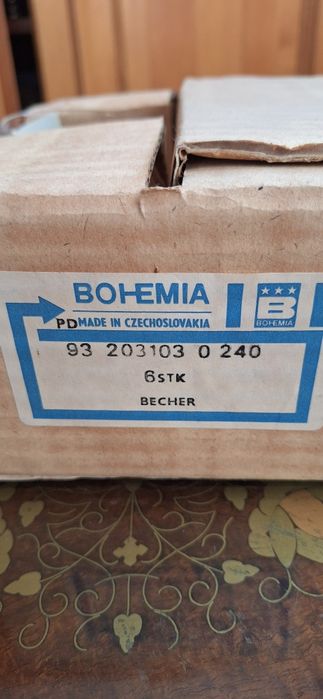 BOHEMIA
PD MADE IN CZECHOSLOVAKIA
B
BOHEMIA
93 203103 0 240
6STK
BECHER